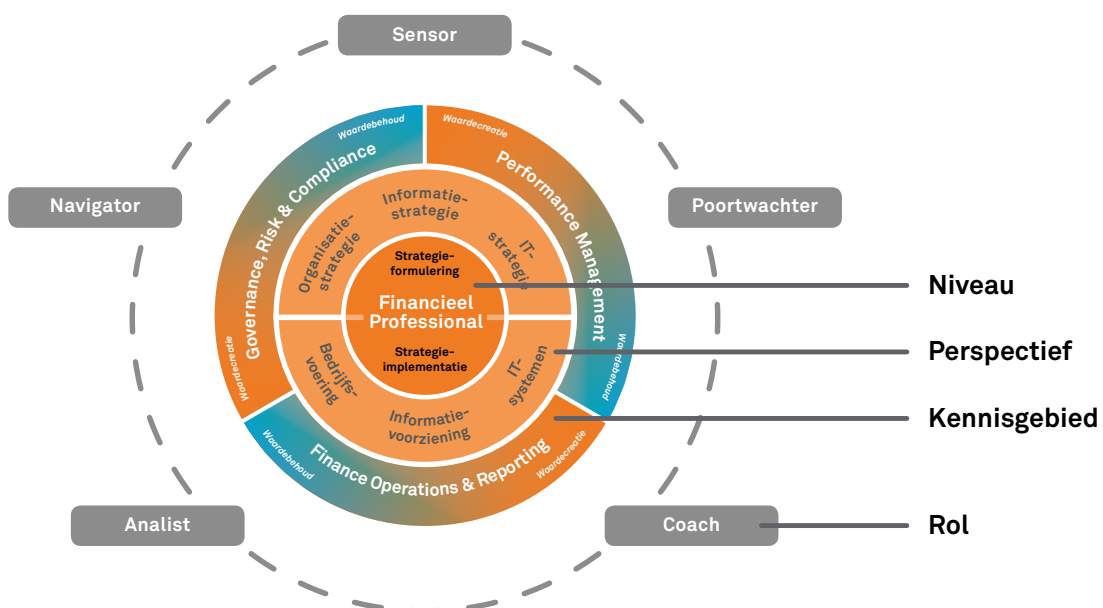 Sensor
Navigator
Poortwachter
Waardebehoud
Waardecreatie
Governance, Risk & Compliance
Performance Management
Waardecreatie
Waardebehoud
Informatie-
strategie
Organisatie-
strategie
IT-
strategie
Strategie-
formulering
Financieel
Professional
Strategie-
implementatie
Bedrijfs-
voering
Informatie-
voorziening
IT-
systemen
Waardebehoud
Finance Operations & Reporting
Waardecreatie
Niveau
Perspectief
Kennisgebied
Analist
Coach
Rol